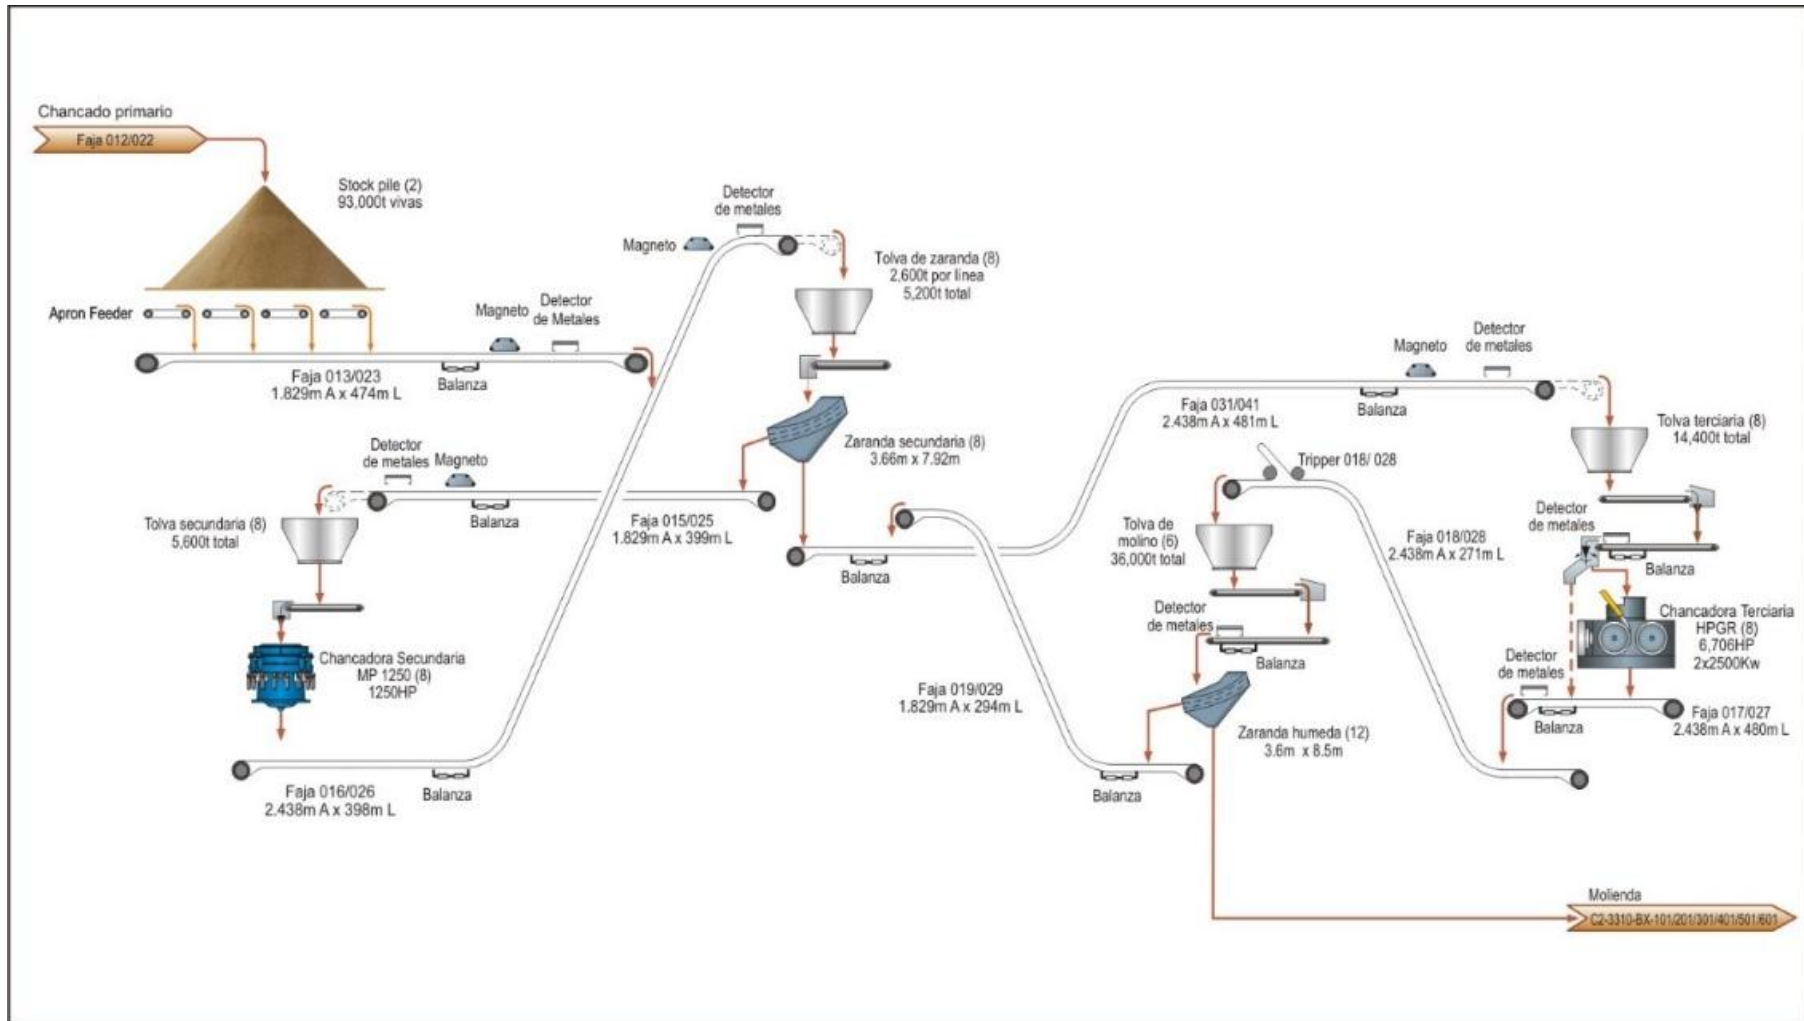 Chancado primario
Faja 012/022
Stock pile (2)
93,000t vivas
Apron Feeder
Magneto
Detector
de Metales
Faja 013/023
1.829m A x 474m L
Balanza
Magneto
Detector
de metales
Tolva de zaranda (8)
2,600t por línea
5,200t total
Zaranda secundaria (8)
3.66m x 7.92m
Detector
de metales
Magneto
Balanza
Faja 015/025
1.829m A x 399m L
Tolva secundaria (8)
5,600t total
Chancadora Secundaria
MP 1250 (8)
1250HP
Faja 016/026
2.438m A x 398m L
Balanza
Balanza
Faja 031/041
2.438m A x 481m L
Balanza
Magneto
Detector
de metales
Tolva terciaria (8)
14,400t total
Tripper 018/ 028
Tolva de
molino (6)
36,000t total
Faja 018/028
2.438m A x 271m L
Detector
de metales
Balanza
Chancadora Terciaria
HPGR (8)
6,706HP
2x2500Kw
Detector
de metales
Balanza
Faja 017/027
2.438m A x 480m L
Detector
de metales
Balanza
Faja 019/029
1.829m A x 294m L
Zaranda humeda (12)
3.6m x 8.5m
Balanza
Molienda
C2-3310-BX-101/201/301/401/501/601